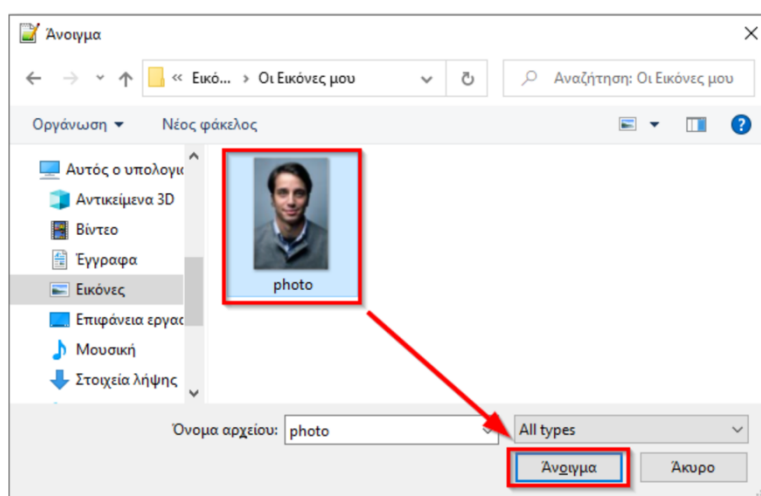 Άνοιγμα
« Εικό... › Οι Εικόνες μου
Αναζήτηση: Οι Εικόνες μου
Οργάνωση
Νέος φάκελος
Αυτός ο υπολογι
Αντικείμενα 3D
Βίντεο
Έγγραφα
Εικόνες
Επιφάνεια εργασ
Μουσική
Στοιχεία λήψης
photo
Όνομα αρχείου:
photo
All types
Άνοιγμα
Άκυρο